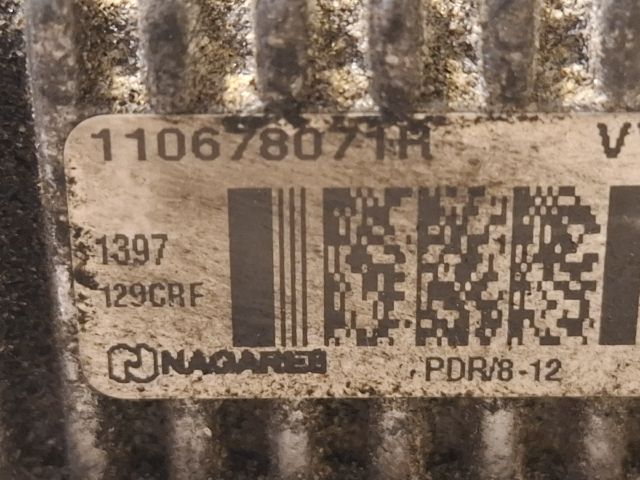 110678071R V
1397
129CRF
NAGARES
PDR/8-12